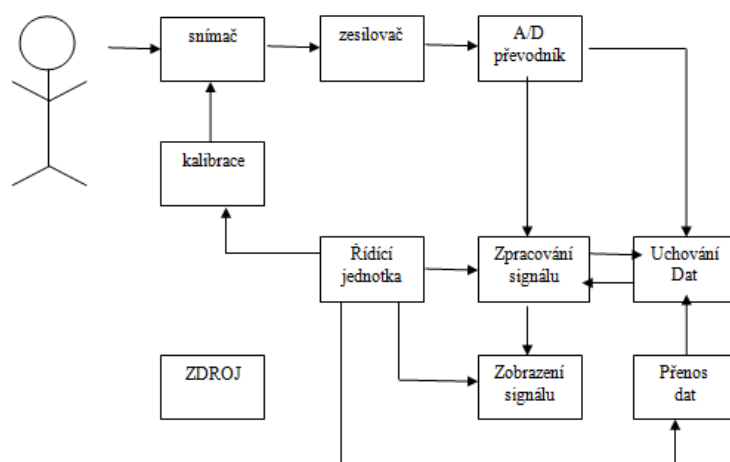 snímač
zesilovač
A/D
převodník
kalibrace
Řídící
jednotka
Zpracování
signálu
Uchování
Dat
ZDROJ
Zobrazení
signálu
Přenos
dat